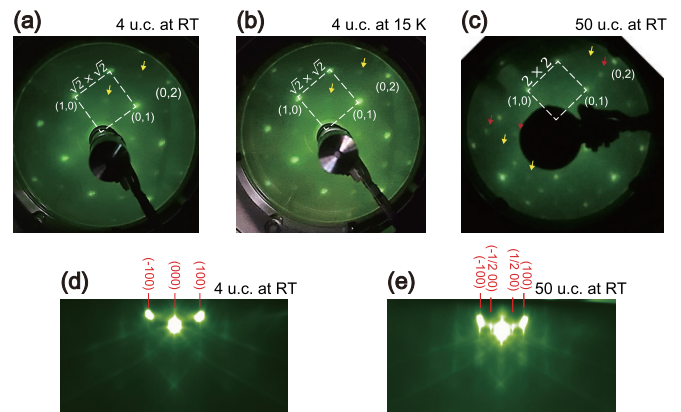 (a) 4 u.c. at RT
√2 × √2
(1,0)
(0,1)
(0,2)
(b) 4 u.c. at 15 K
√2 × √2
(1,0)
(0,1)
(0,2)
(c) 50 u.c. at RT
2 × 2
(1,0)
(0,1)
(0,2)
(d) 4 u.c. at RT
(-100)
(000)
(100)
(e) 50 u.c. at RT
(-100)
(-1/2 00)
(1/2 00)
(100)